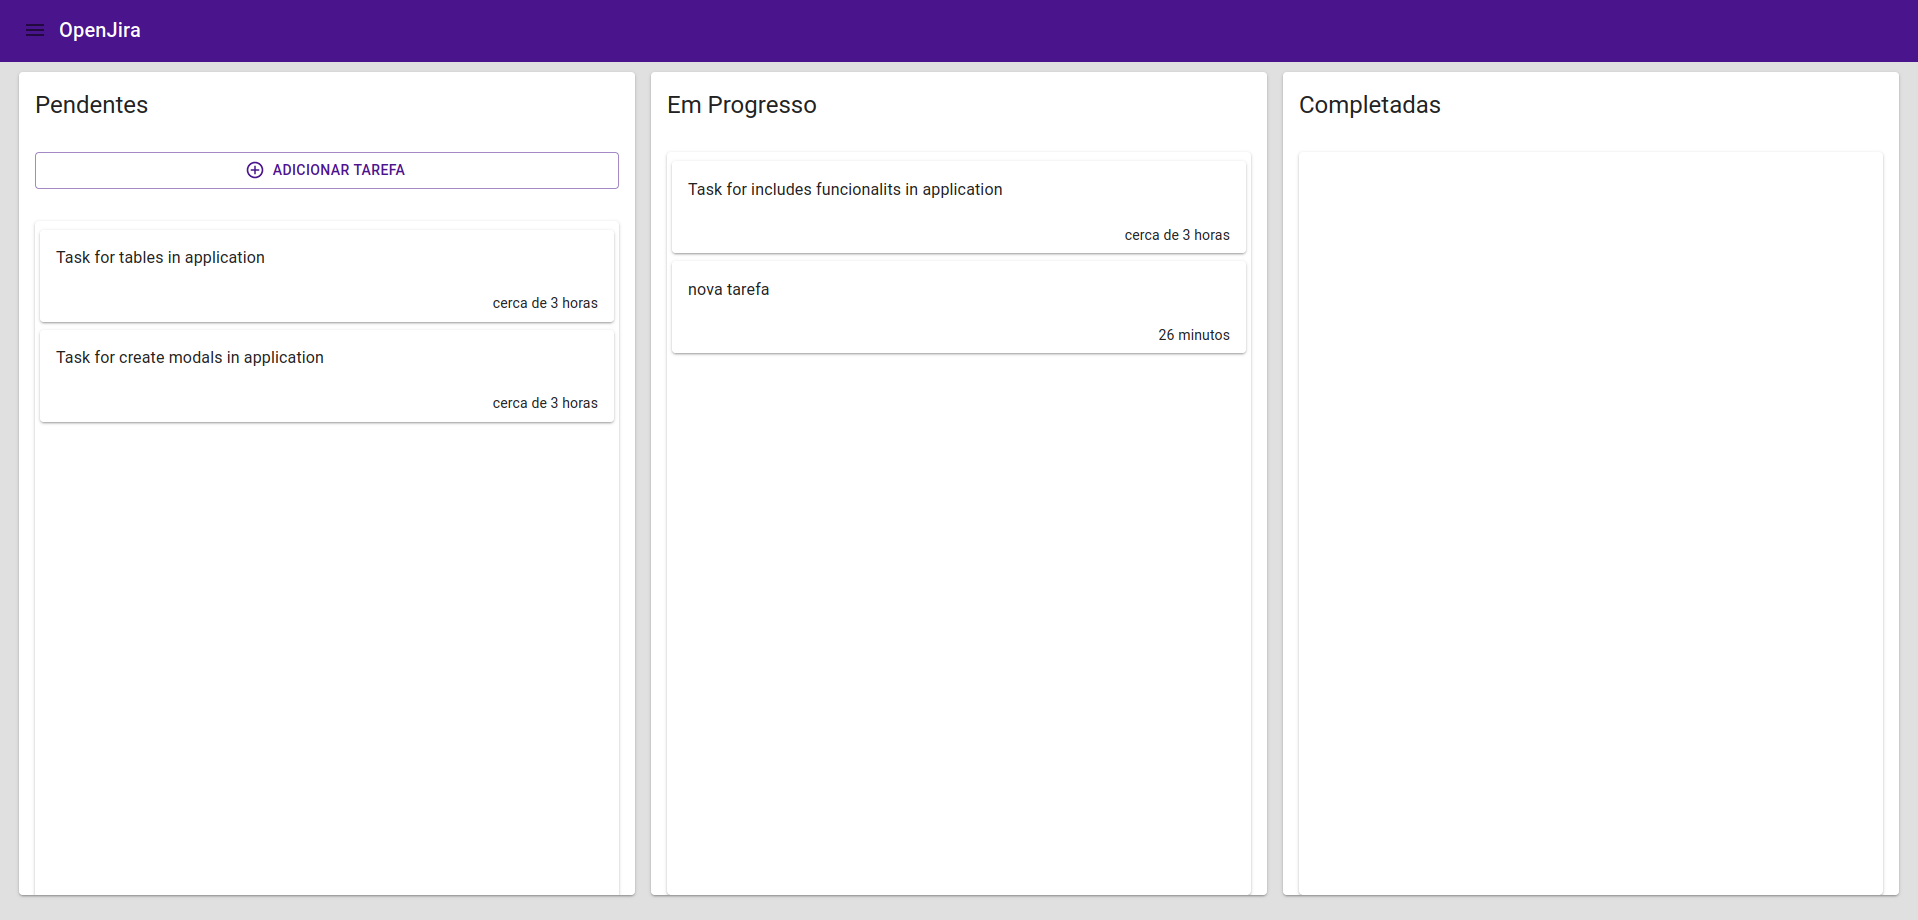 OpenJira
Pendentes
ADICIONAR TAREFA
Task for tables in application
cerca de 3 horas
Task for create modals in application
cerca de 3 horas
Em Progresso
Task for includes funcionalits in application
cerca de 3 horas
nova tarefa
26 minutos
Completadas